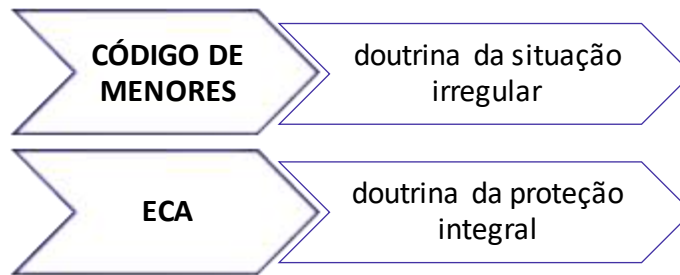 CÓDIGO DE
MENORES
doutrina da situação
irregular
ECA
doutrina da proteção
integral